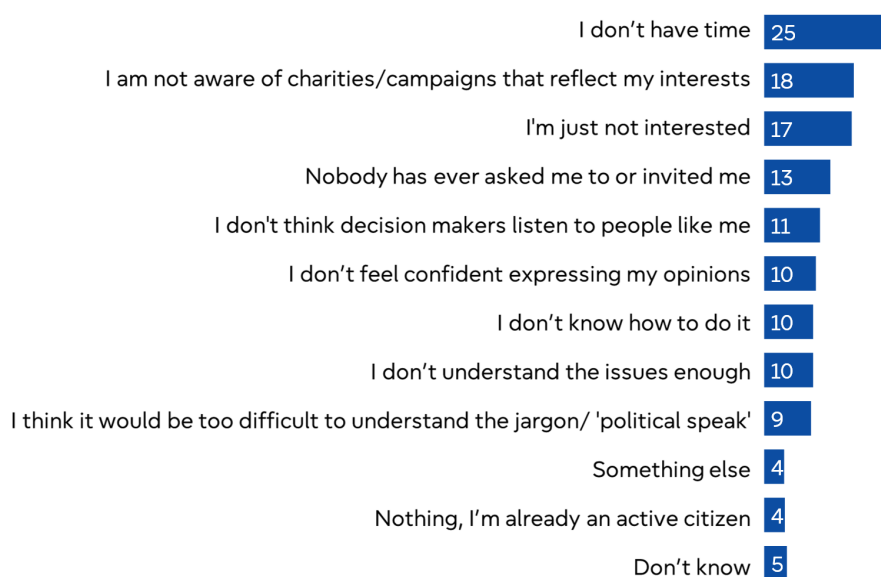 I don’t have time 25
I am not aware of charities/campaigns that reflect my interests 18
I'm just not interested 17
Nobody has ever asked me to or invited me 13
I don't think decision makers listen to people like me 11
I don’t feel confident expressing my opinions 10
I don’t know how to do it 10
I don’t understand the issues enough 10
I think it would be too difficult to understand the jargon/ 'political speak' 9
Something else 4
Nothing, I’m already an active citizen 4
Don’t know 5